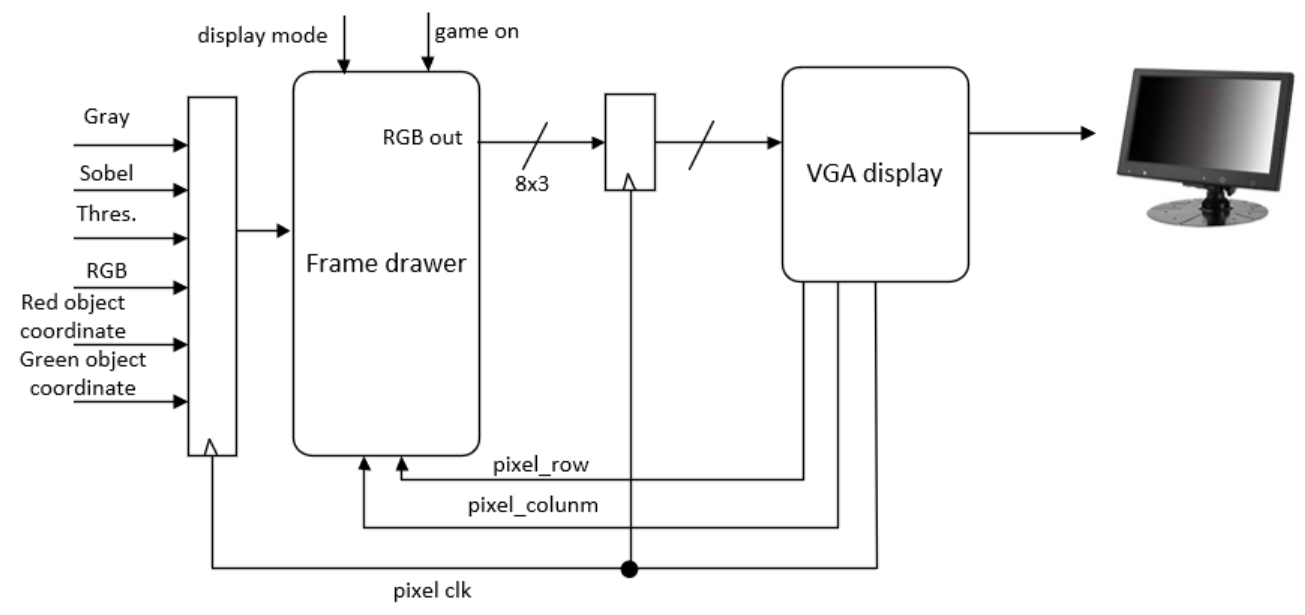 display mode
game on
Gray
Sobel
Thres.
RGB
Red object
coordinate
Green object
coordinate
RGB out
8x3
Frame drawer
VGA display
pixel_row
pixel_colunm
pixel clk